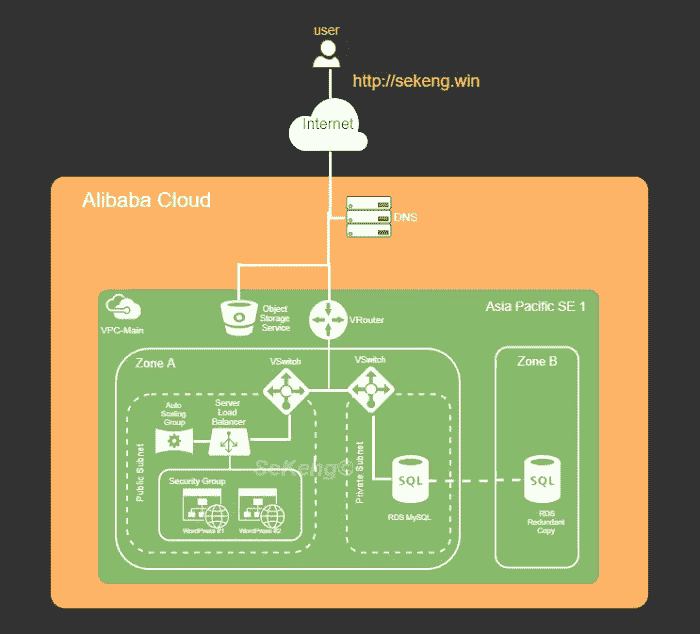 user
http://sekeng.win
Internet
Alibaba Cloud
DNS
VPC-Main
Object
Storage
Service
VRouter
Asia Pacific SE 1
Zone A
VSwitch
VSwitch
Zone B
Auto
Scaling
Group
Server
Load
Balancer
Public Subnet
Private Subnet
SeKeng©
Security Group
WordPress #1
WordPress #2
SQL
RDS MySQL
SQL
RDS
Redundant
Copy